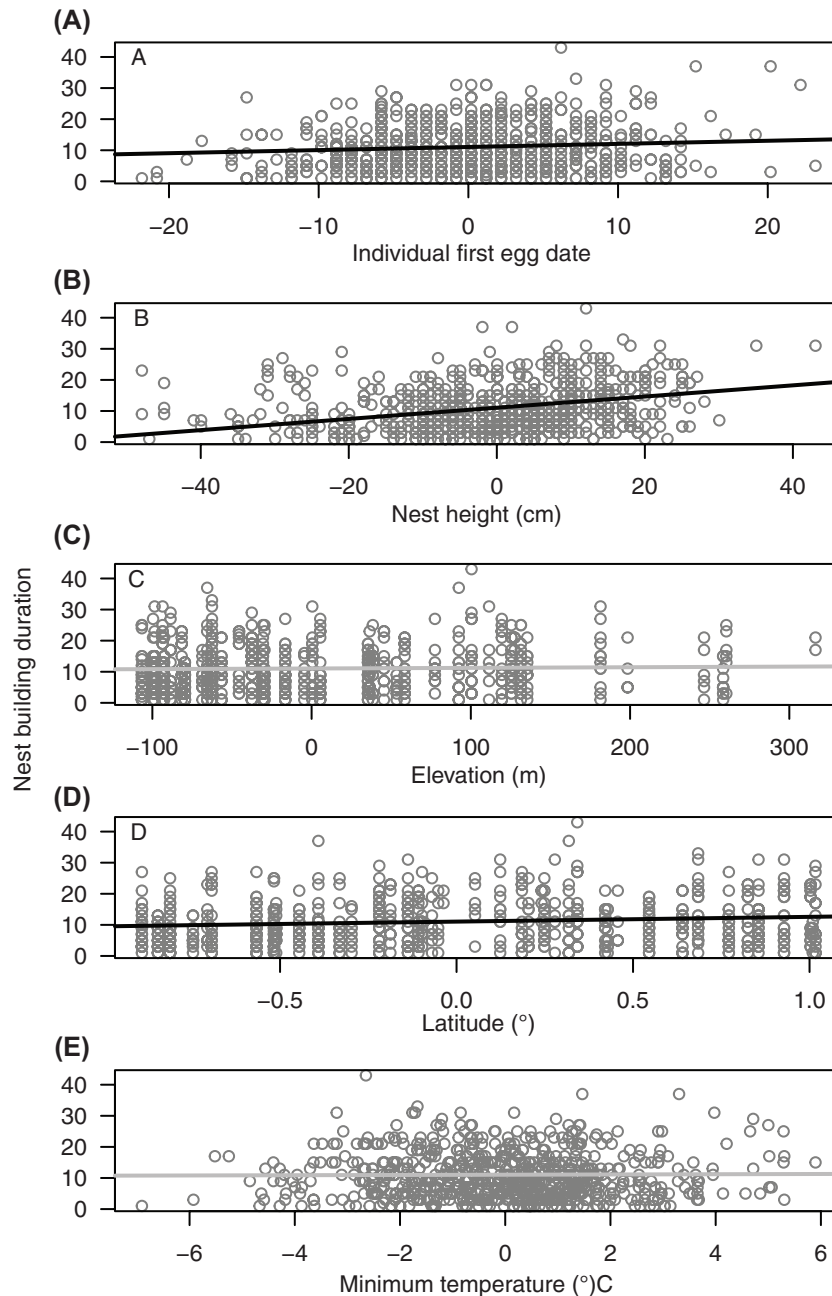 (A)
A
40
30
20
10
0
−20 −10 0 10 20
Individual first egg date
(B)
B
40
30
20
10
0
−40 −20 0 20 40
Nest height (cm)
(C)
C
40
30
20
10
0
−100 0 100 200 300
Elevation (m)
Nest building duration
(D)
D
40
30
20
10
0
−0.5 0.0 0.5 1.0
Latitude (°)
(E)
40
30
20
10
0
−6 −4 −2 0 2 4 6
Minimum temperature (°)C